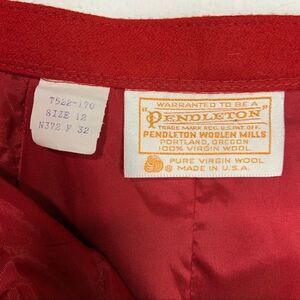 T522-170
SIZE 12
N372 F 32
WARRANTED TO BE A
"PENDLETON"
TRADE MARK REG. U.S. PAT. OFF.
PENDLETON WOOLEN MILLS
PORTLAND, OREGON
100% VIRGIN WOOL
PURE VIRGIN WOOL
MADE IN U.S.A.